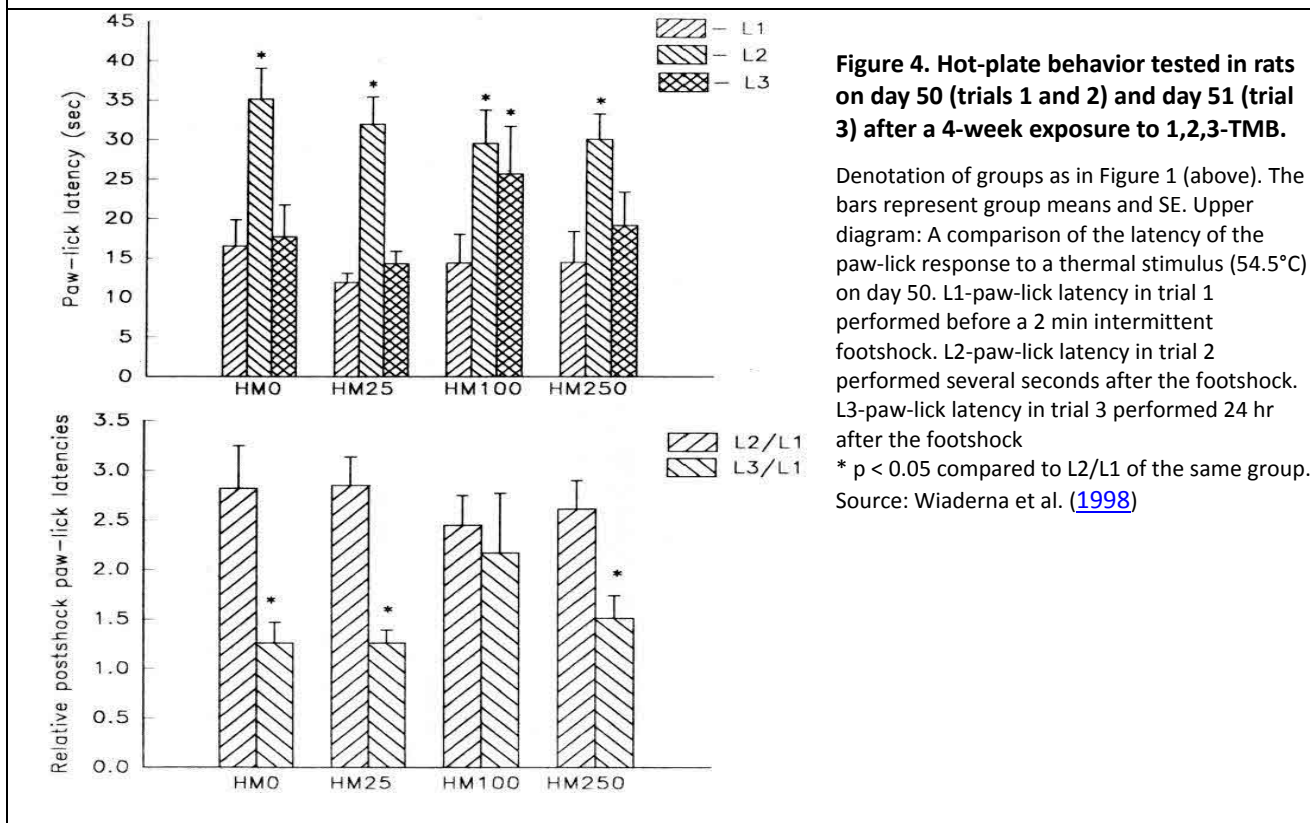 45
40
35
30
25
20
15
10
5
0
Paw-lick latency (sec)
*
*
*
*
*
HM0 HM25 HM100 HM250
– L1
– L2
– L3
3.5
3.0
2.5
2.0
1.5
1.0
0.5
0.0
Relative postshock paw-lick latencies
*
*
*
HM0 HM25 HM100 HM250
L2/L1
L3/L1
Figure 4. Hot-plate behavior tested in rats
on day 50 (trials 1 and 2) and day 51 (trial
3) after a 4-week exposure to 1,2,3-TMB.
Denotation of groups as in Figure 1 (above). The
bars represent group means and SE. Upper
diagram: A comparison of the latency of the
paw-lick response to a thermal stimulus (54.5°C)
on day 50. L1-paw-lick latency in trial 1
performed before a 2 min intermittent
footshock. L2-paw-lick latency in trial 2
performed several seconds after the footshock.
L3-paw-lick latency in trial 3 performed 24 hr
after the footshock
* p < 0.05 compared to L2/L1 of the same group.
Source: Wiaderna et al. (1998)